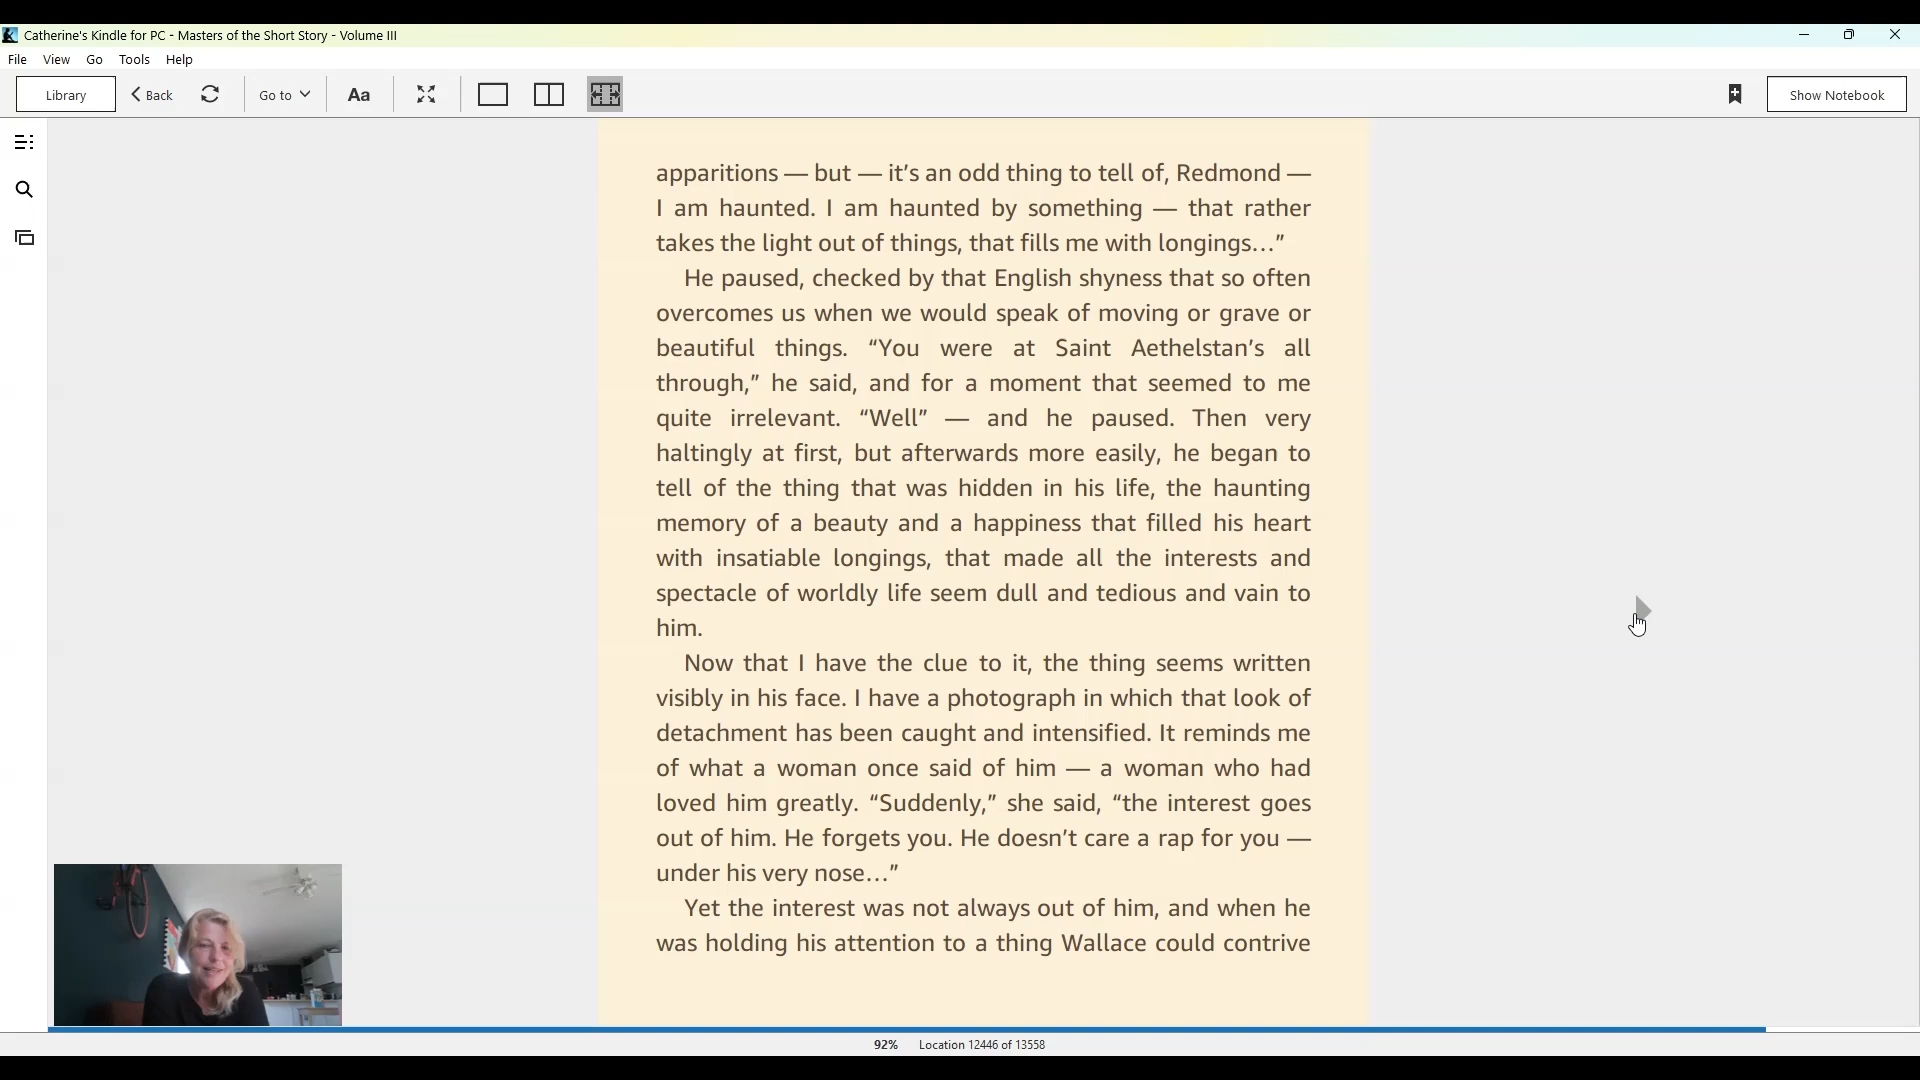 Catherine's Kindle for PC - Masters of the Short Story - Volume III
File View Go Tools Help
Library Back Go to Aa Show Notebook
apparitions — but — it’s an odd thing to tell of, Redmond —
I am haunted. I am haunted by something — that rather
takes the light out of things, that fills me with longings…”
He paused, checked by that English shyness that so often
overcomes us when we would speak of moving or grave or
beautiful things. “You were at Saint Aethelstan’s all
through,” he said, and for a moment that seemed to me
quite irrelevant. “Well” — and he paused. Then very
haltingly at first, but afterwards more easily, he began to
tell of the thing that was hidden in his life, the haunting
memory of a beauty and a happiness that filled his heart
with insatiable longings, that made all the interests and
spectacle of worldly life seem dull and tedious and vain to
him.
Now that I have the clue to it, the thing seems written
visibly in his face. I have a photograph in which that look of
detachment has been caught and intensified. It reminds me
of what a woman once said of him — a woman who had
loved him greatly. “Suddenly,” she said, “the interest goes
out of him. He forgets you. He doesn’t care a rap for you —
under his very nose…”
Yet the interest was not always out of him, and when he
was holding his attention to a thing Wallace could contrive
92% Location 12446 of 13558